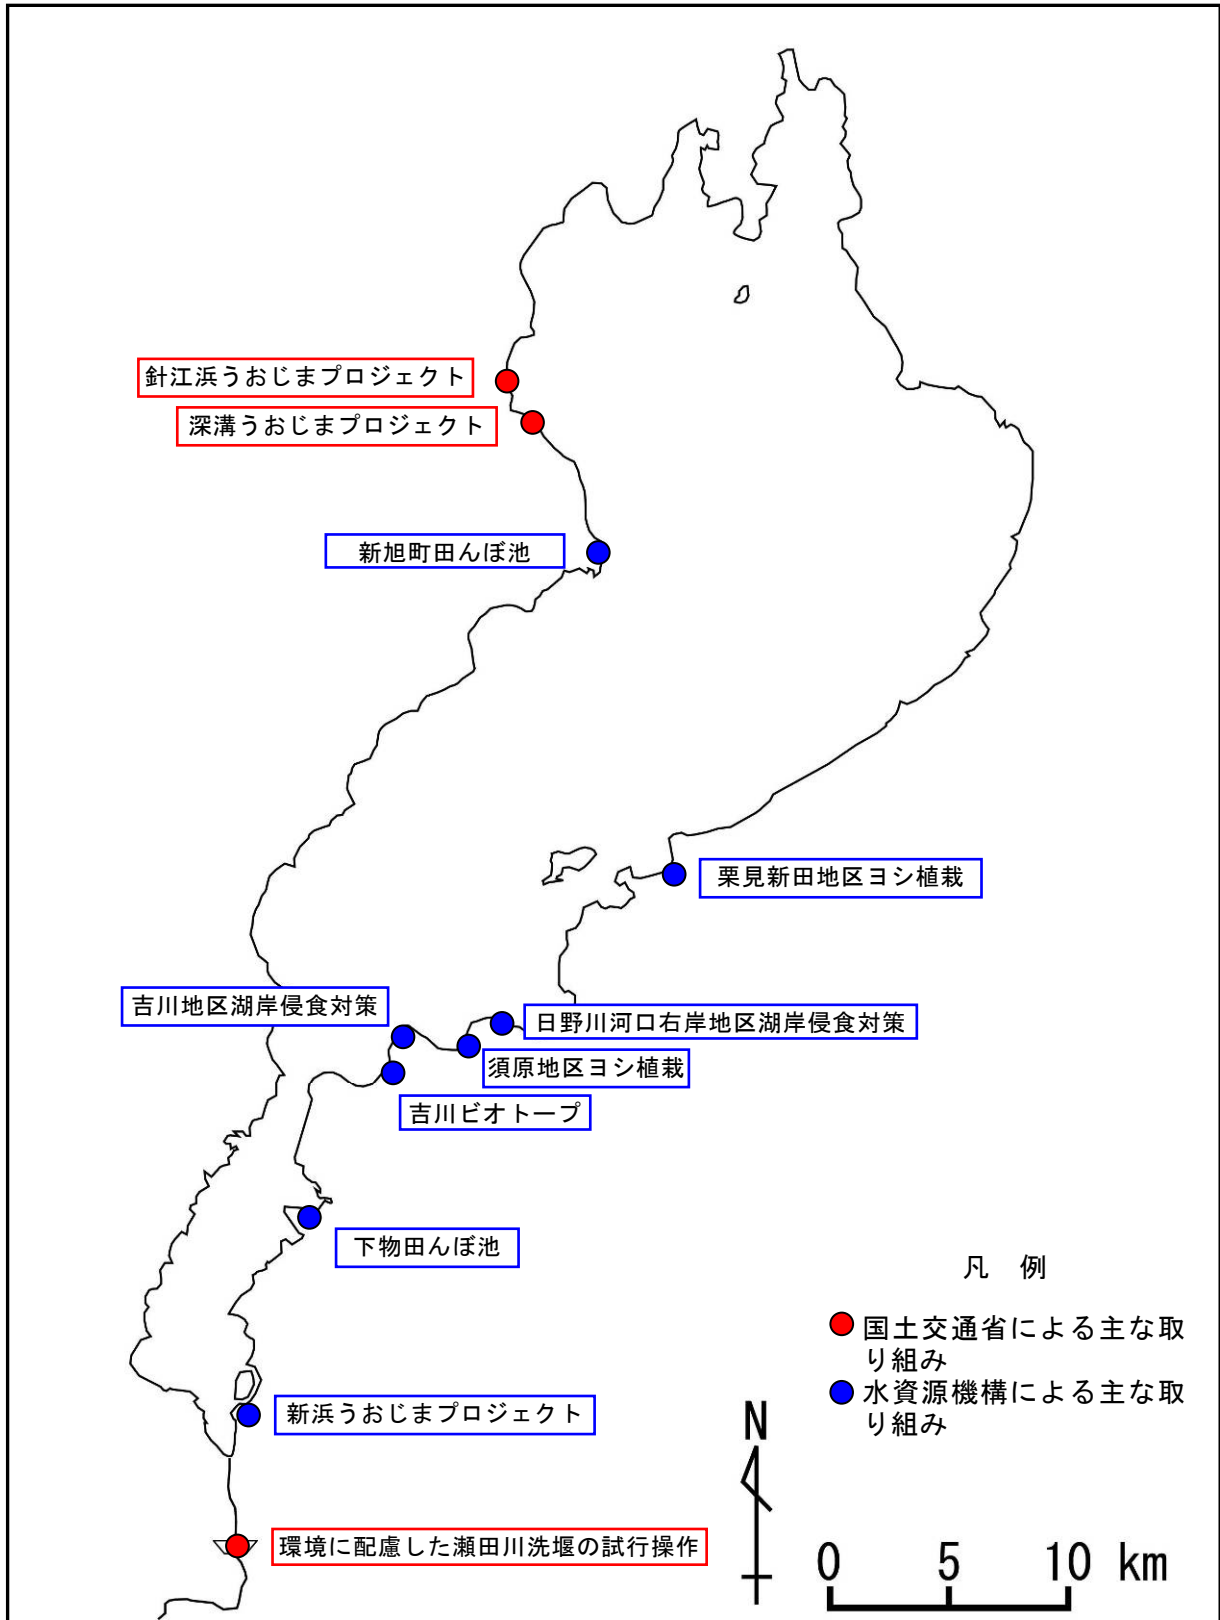 針江浜うおじまプロジェクト
深溝うおじまプロジェクト
新旭町田んぼ池
栗見新田地区ヨシ植栽
吉川地区湖岸侵食対策
日野川河口右岸地区湖岸侵食対策
須原地区ヨシ植栽
吉川ビオトープ
下物田んぼ池
凡 例
国土交通省による主な取
り組み
水資源機構による主な取
り組み
新浜うおじまプロジェクト
N
環境に配慮した瀬田川洗堰の試行操作
0 5 10 km